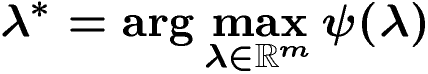 λ* = arg max_{λ∈ℝ^m} ψ(λ)